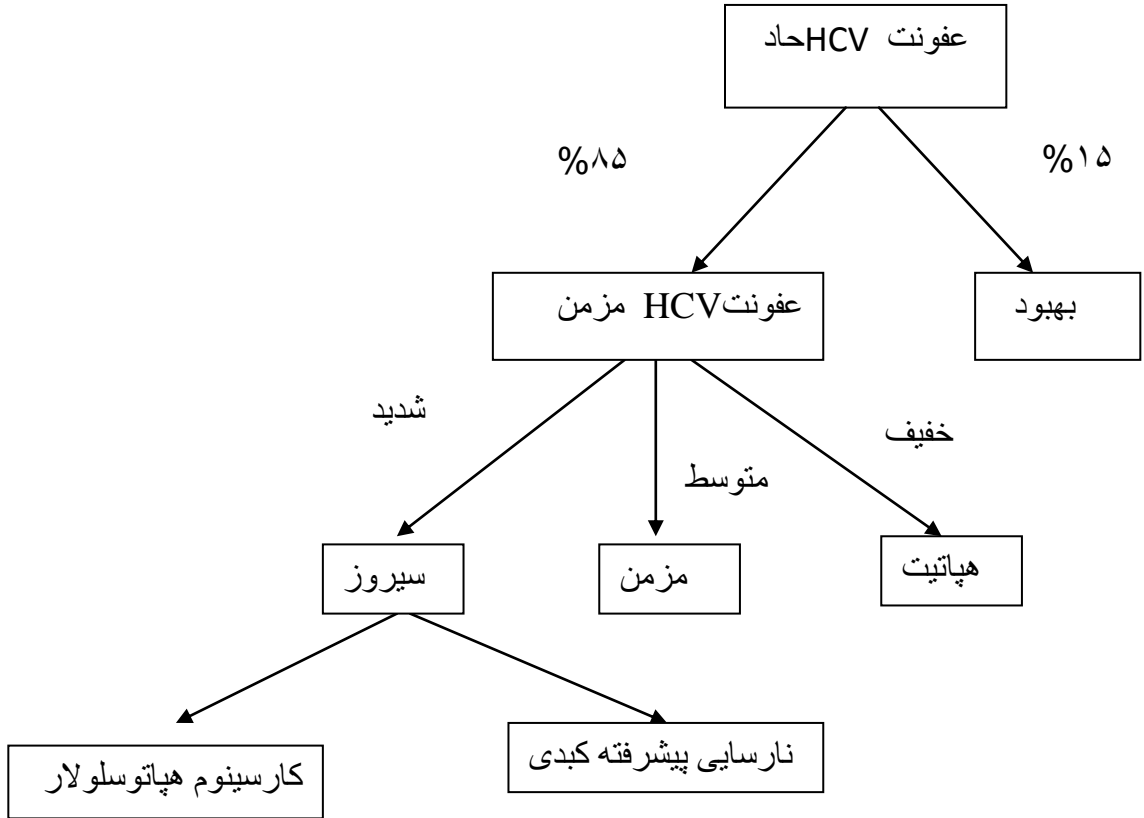 عفونت HCVحاد
%۸۵
%۱۵
عفونتHCV مزمن
بهبود
شدید
متوسط
خفیف
سیروز
مزمن
هپاتیت
کارسینوم هپاتوسلولار
نارسایی پیشرفته کبدی